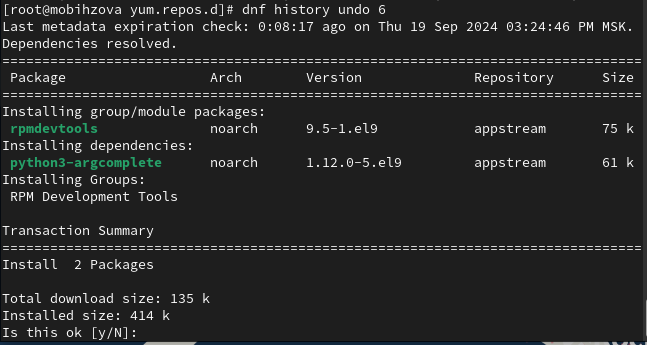 [root@mobihzova yum.repos.d]# dnf history undo 6
Last metadata expiration check: 0:08:17 ago on Thu 19 Sep 2024 03:24:46 PM MSK.
Dependencies resolved.
================================================================================
 Package                  Arch          Version                Repository       Size
================================================================================
Installing group/module packages:
 rpmdevtools              noarch        9.5-1.el9              appstream        75 k
Installing dependencies:
 python3-argcomplete      noarch        1.12.0-5.el9           appstream        61 k
Installing Groups:
 RPM Development Tools

Transaction Summary
================================================================================
Install  2 Packages

Total download size: 135 k
Installed size: 414 k
Is this ok [y/N]: